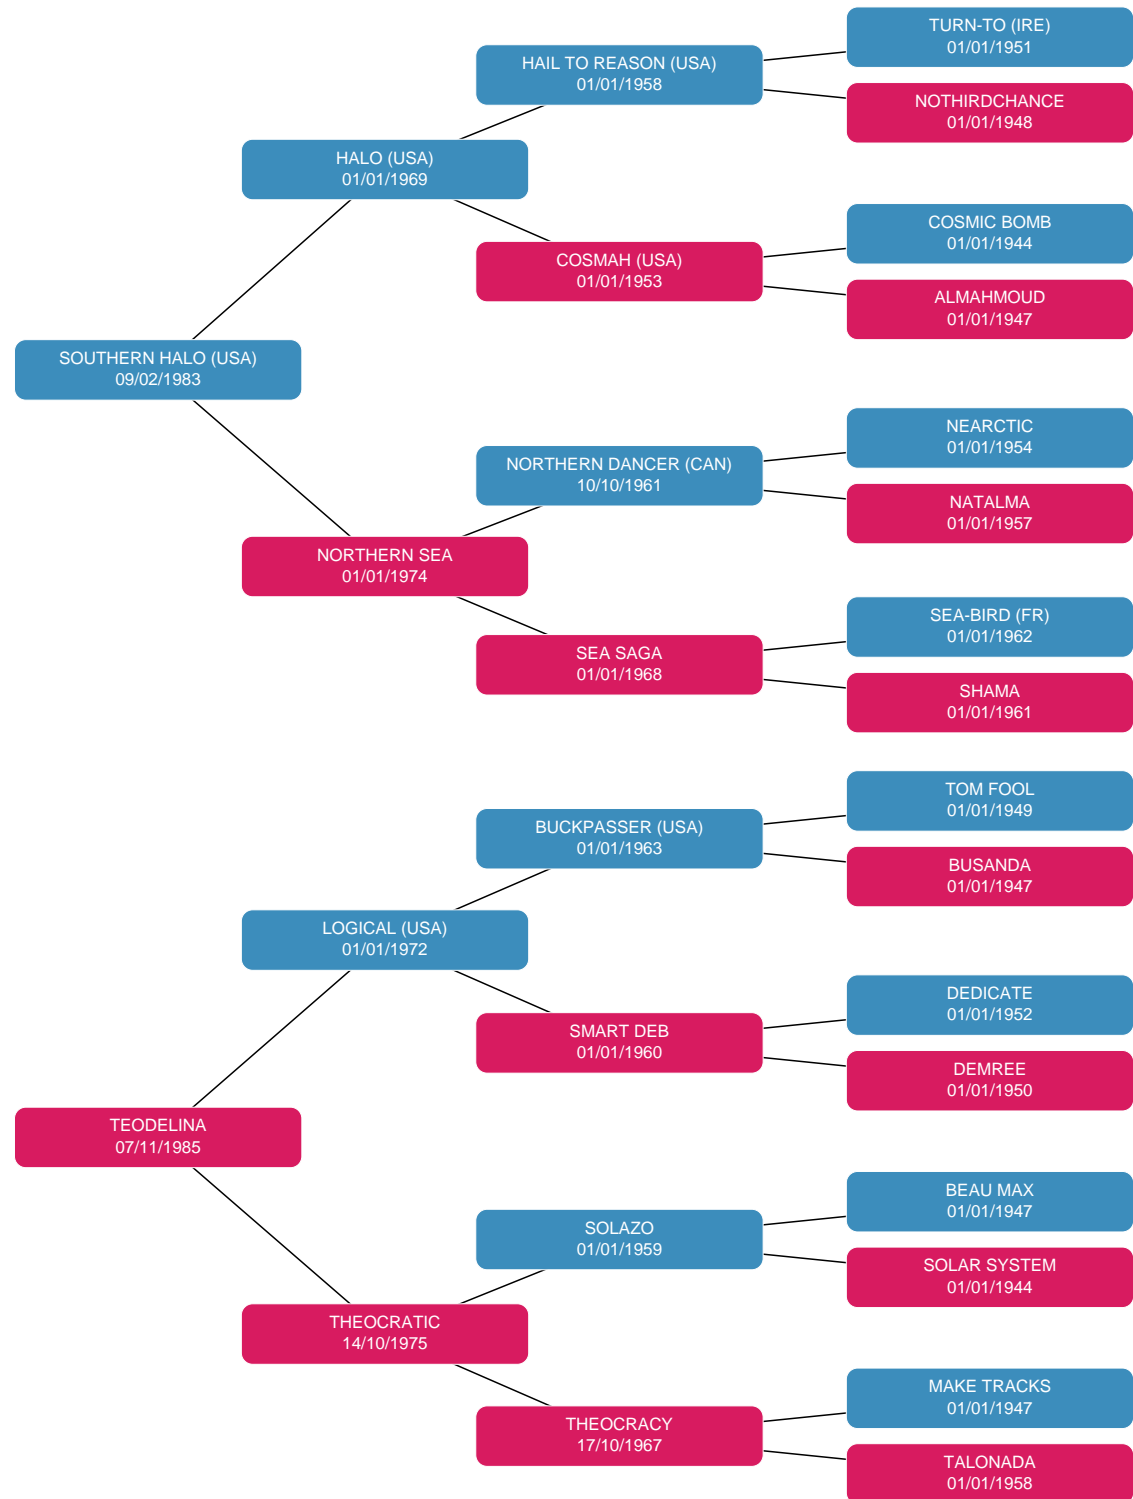 TURN-TO (IRE)
01/01/1951
HAIL TO REASON (USA)
01/01/1958
NOTHIRDCHANCE
01/01/1948
HALO (USA)
01/01/1969
COSMIC BOMB
01/01/1944
COSMAH (USA)
01/01/1953
ALMAHMOUD
01/01/1947
SOUTHERN HALO (USA)
09/02/1983
NEARCTIC
01/01/1954
NORTHERN DANCER (CAN)
10/10/1961
NATALMA
01/01/1957
NORTHERN SEA
01/01/1974
SEA-BIRD (FR)
01/01/1962
SEA SAGA
01/01/1968
SHAMA
01/01/1961
TOM FOOL
01/01/1949
BUCKPASSER (USA)
01/01/1963
BUSANDA
01/01/1947
LOGICAL (USA)
01/01/1972
DEDICATE
01/01/1952
SMART DEB
01/01/1960
DEMREE
01/01/1950
TEODELINA
07/11/1985
BEAU MAX
01/01/1947
SOLAZO
01/01/1959
SOLAR SYSTEM
01/01/1944
THEOCRATIC
14/10/1975
MAKE TRACKS
01/01/1947
THEOCRACY
17/10/1967
TALONADA
01/01/1958